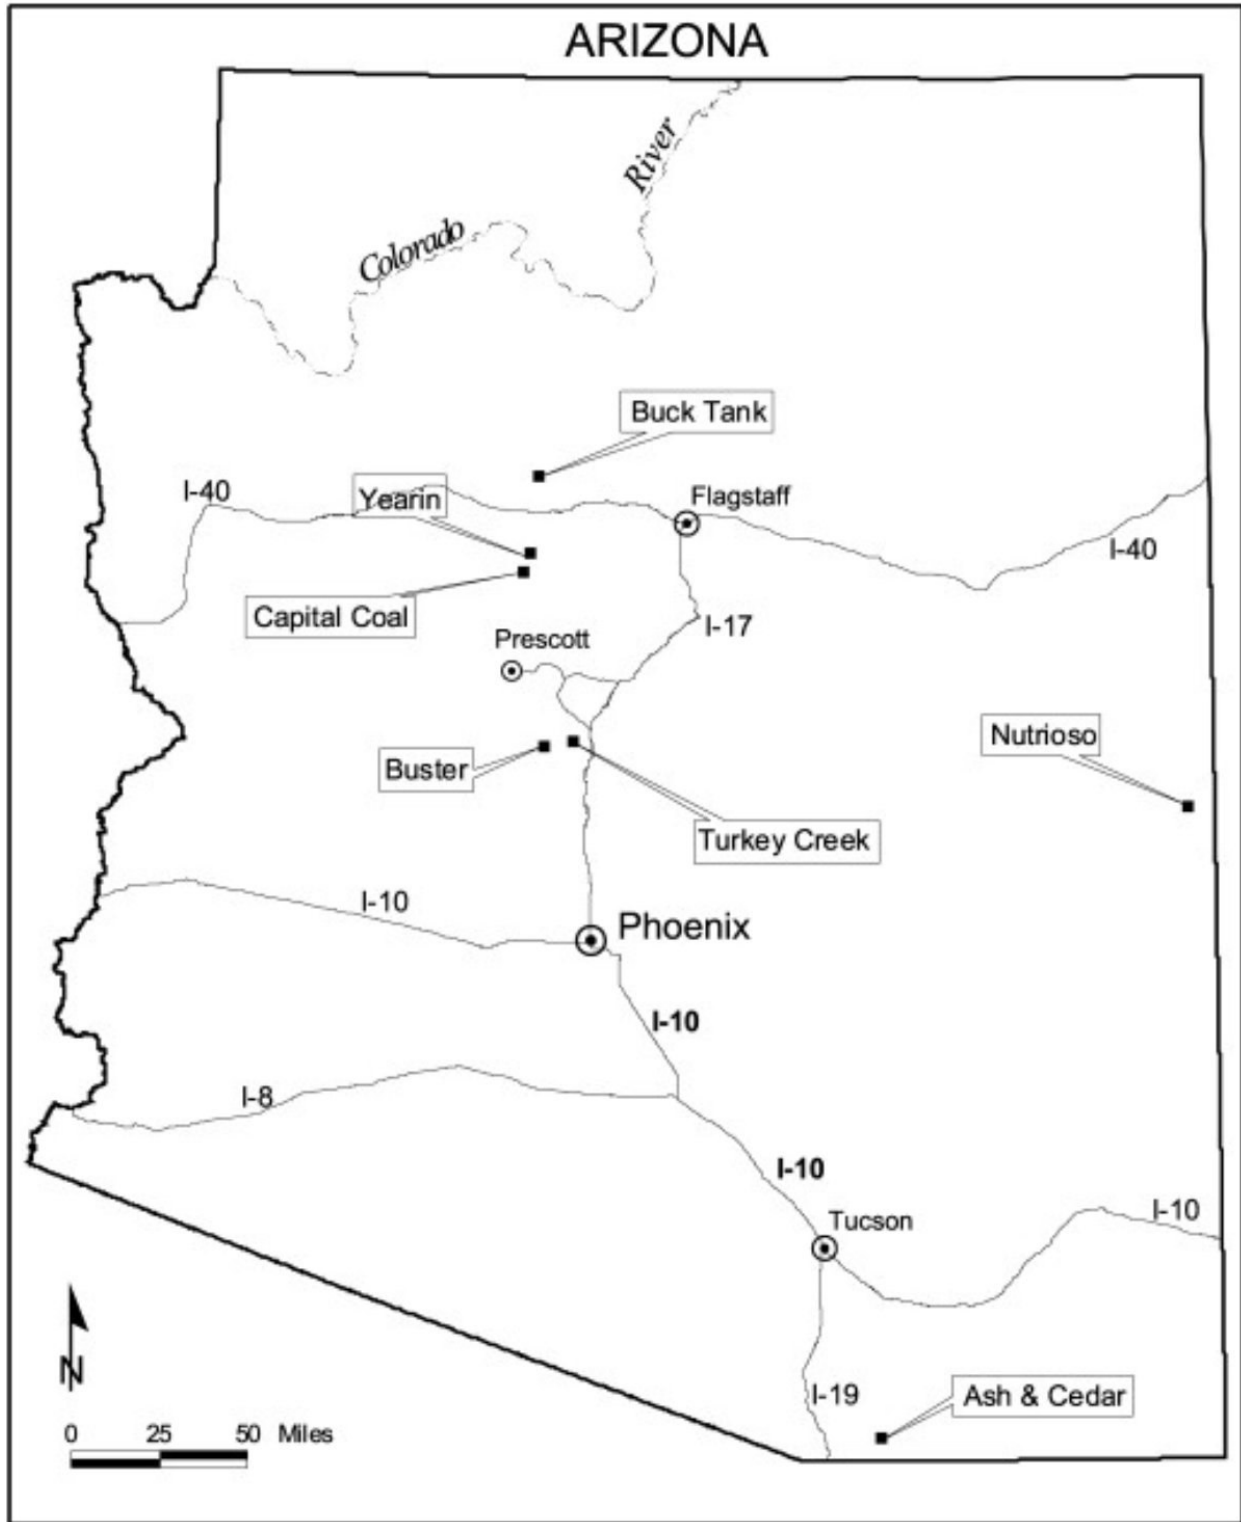 ARIZONA
River
Colorado
Buck Tank
I-40
Yearin
Flagstaff
I-40
Capital Coal
I-17
Prescott
Nutrioso
Buster
Turkey Creek
I-10
Phoenix
I-10
I-8
I-10
Tucson
I-10
N
I-19
Ash & Cedar
0 25 50 Miles